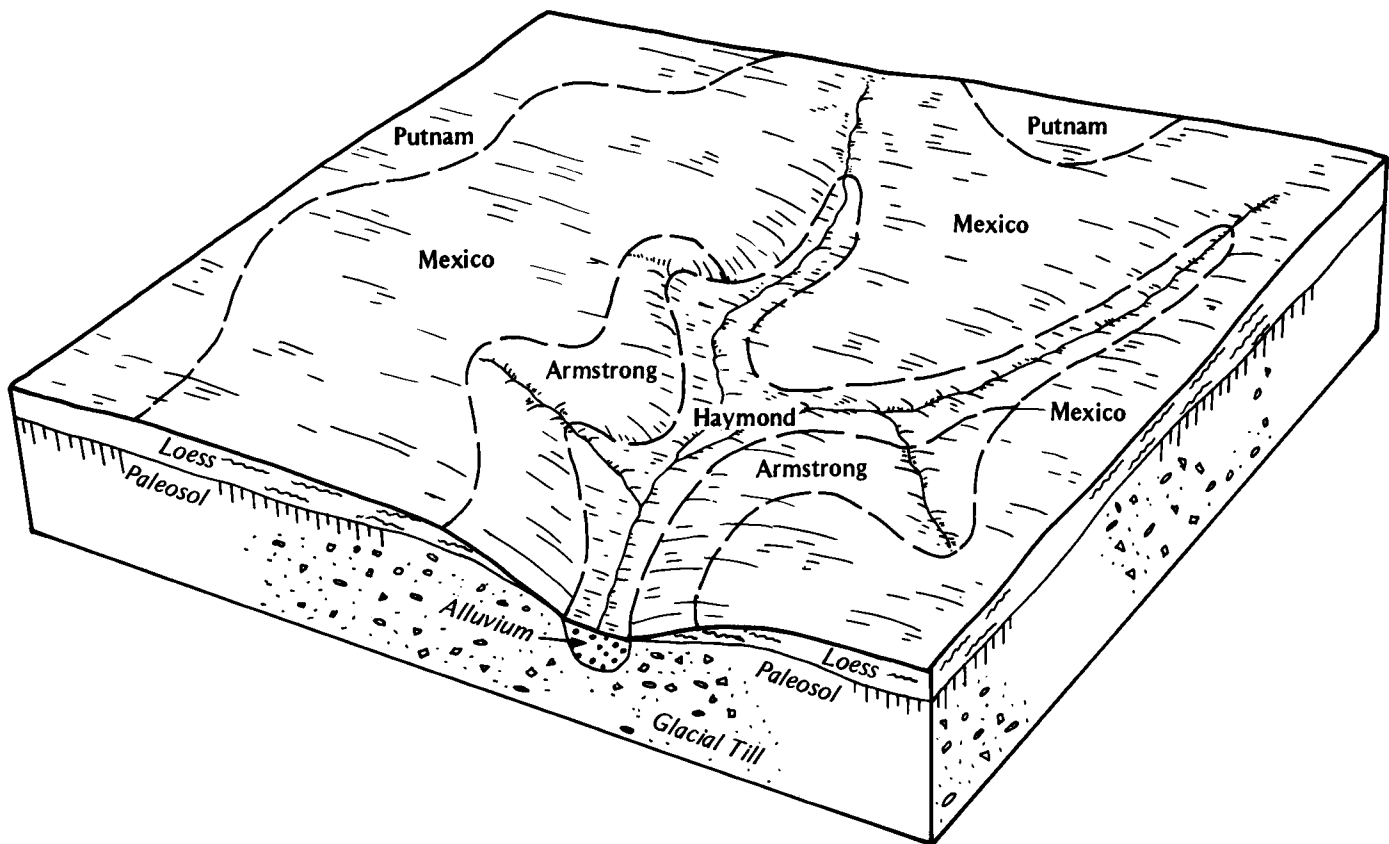 Putnam
Putnam
Mexico
Mexico
Armstrong
Haymond
Mexico
Armstrong
Loess
Paleosol
Alluvium
Loess
Paleosol
Glacial Till